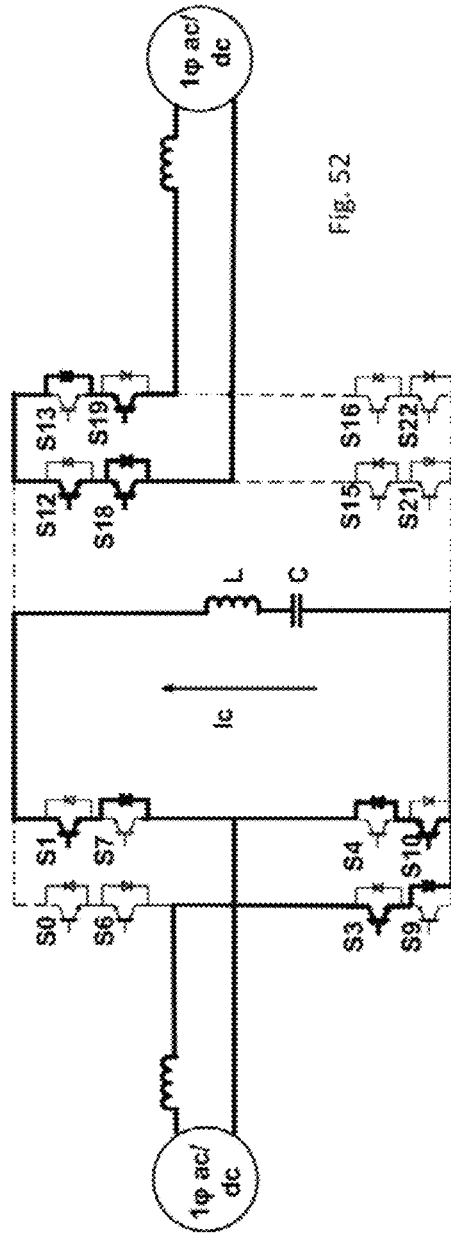 1φ ac/
dc
S0
S1
S6
S7
S3
S4
S9
S10
Ic
L
C
S12
S13
S18
S19
S15
S16
S21
S22
1φ ac/
dc
Fig. 52